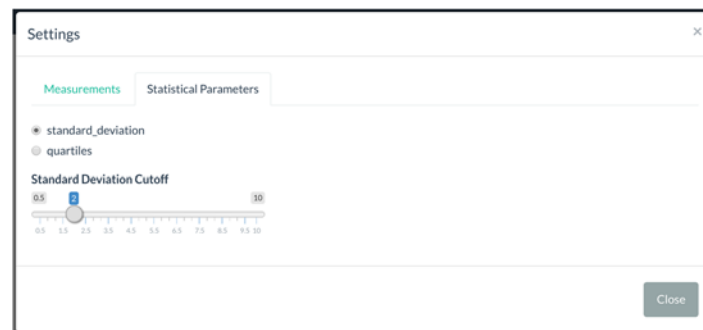 Settings
×
Measurements Statistical Parameters
standard_deviation
quartiles
Standard Deviation Cutoff
0.5 2 10
0.5 1.5 2.5 3.5 4.5 5.5 6.5 7.5 8.5 9.5 10
Close